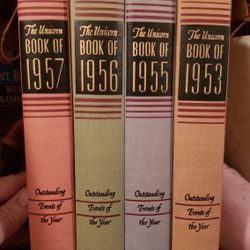 The Unicorn
BOOK OF
1957
Outstanding
Events of
the Year
The Unicorn
BOOK OF
1956
Outstanding
Events of
the Year
The Unicorn
BOOK OF
1955
Outstanding
Events of
the Year
The Unicorn
BOOK OF
1953
Outstanding
Events of
the Year